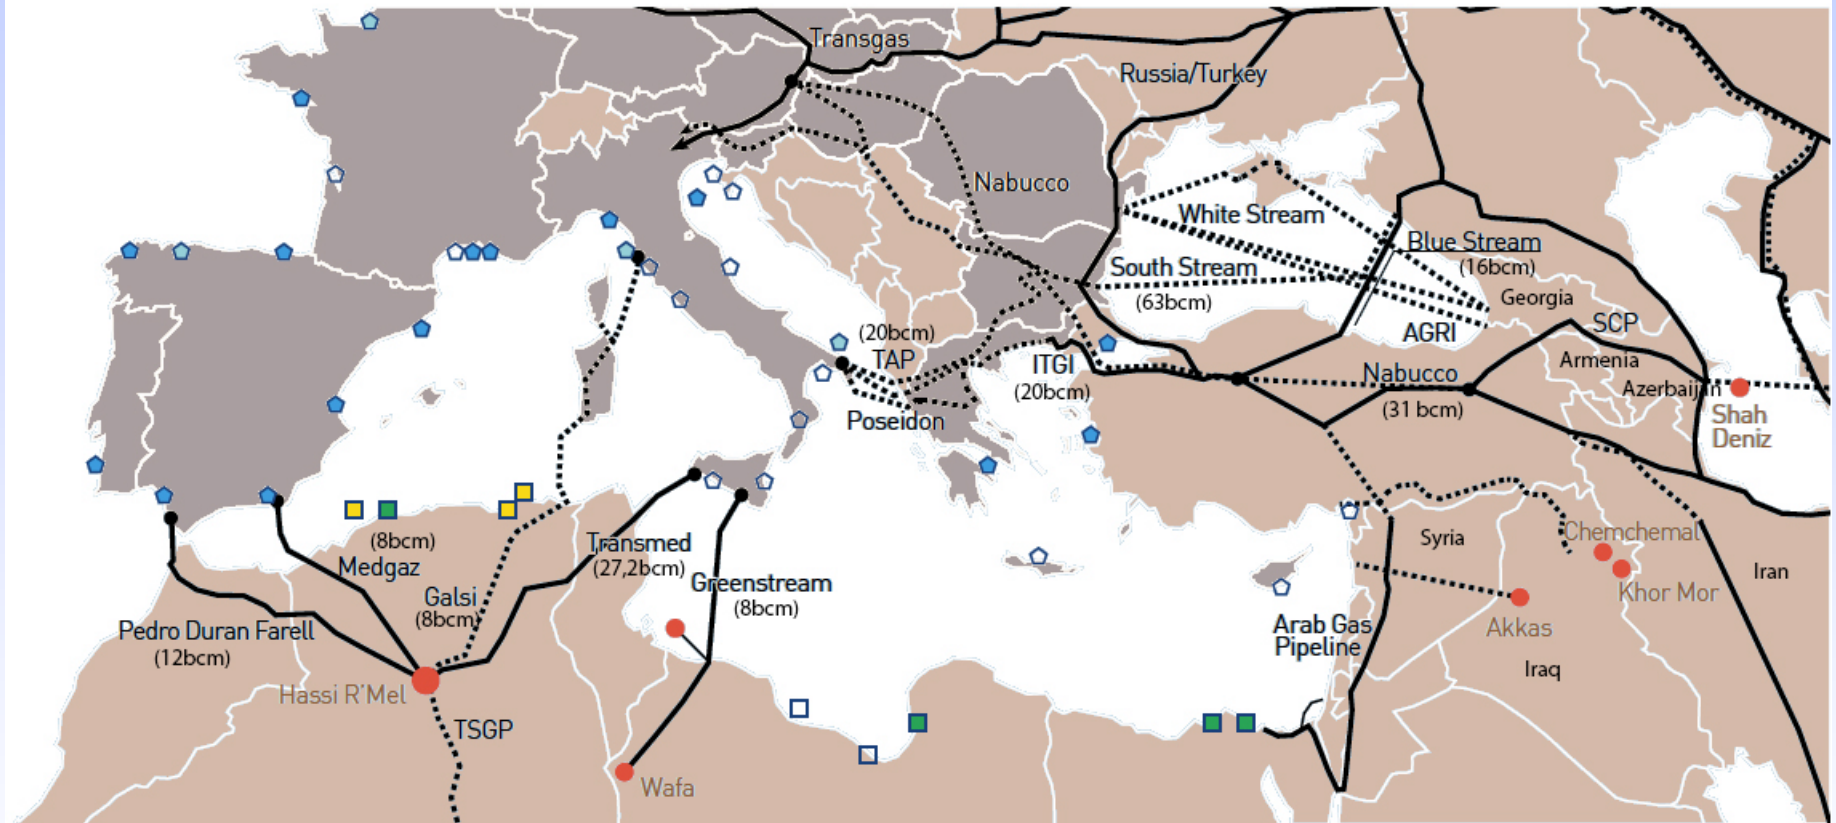 Transgas
Russia/Turkey
Nabucco
White Stream
Blue Stream
(16bcm)
South Stream
(63bcm)
Georgia
SCP
AGRI
(20bcm)
TAP
ITGI
(20bcm)
Armenia
Nabucco
(31 bcm)
Azerbaijan
Shah
Deniz
Poseidon
(8bcm)
Medgaz
Transmed
(27,2bcm)
Greenstream
(8bcm)
Galsi
(8bcm)
Syria
Chemchemal
Khor Mor
Iran
Akkas
Iraq
Arab Gas
Pipeline
Pedro Duran Farell
(12bcm)
Hassi R'Mel
TSGP
Wafa